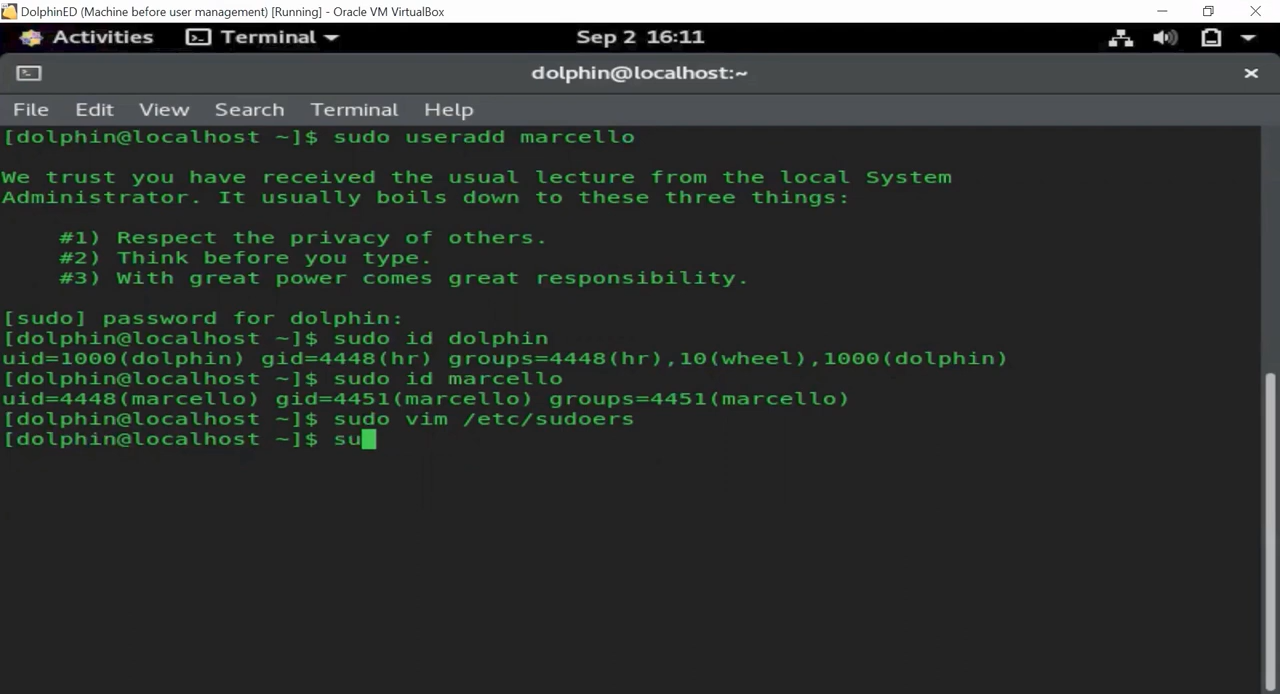 DolphinED (Machine before user management) [Running] - Oracle VM VirtualBox
Activities Terminal Sep 2 16:11
dolphin@localhost:~
File Edit View Search Terminal Help
[dolphin@localhost ~]$ sudo useradd marcello
We trust you have received the usual lecture from the local System
Administrator. It usually boils down to these three things:
#1) Respect the privacy of others.
#2) Think before you type.
#3) With great power comes great responsibility.
[sudo] password for dolphin:
[dolphin@localhost ~]$ sudo id dolphin
uid=1000(dolphin) gid=4448(hr) groups=4448(hr),10(wheel),1000(dolphin)
[dolphin@localhost ~]$ sudo id marcello
uid=4448(marcello) gid=4451(marcello) groups=4451(marcello)
[dolphin@localhost ~]$ sudo vim /etc/sudoers
[dolphin@localhost ~]$ su